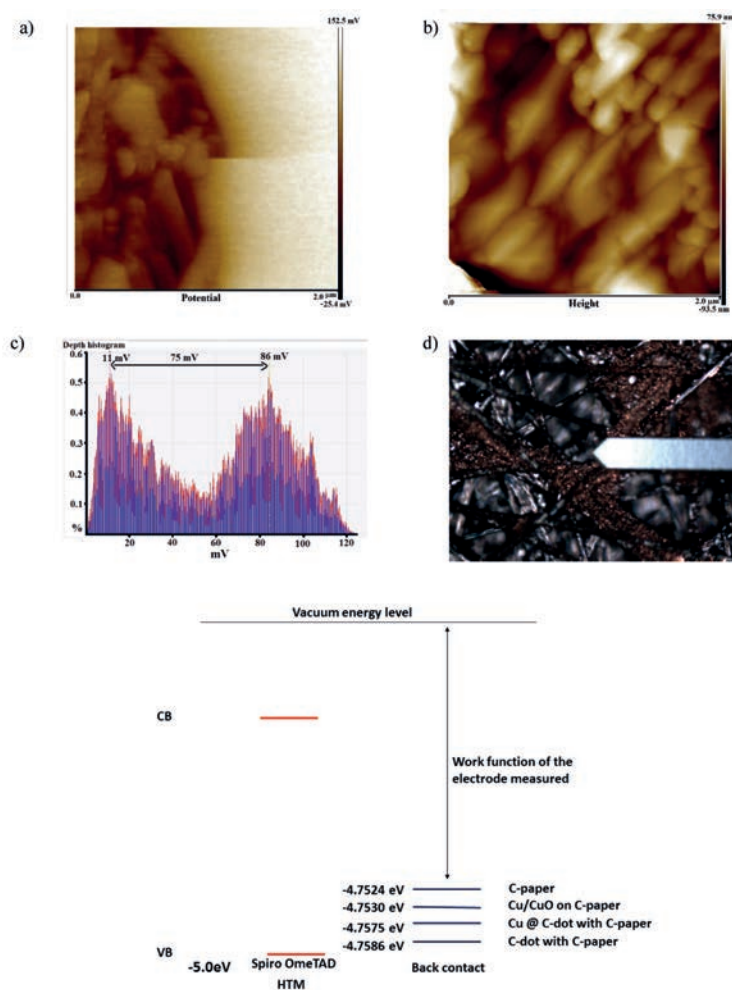 a)
152.5 mV
0.0
Potential
2.0 µm
-25.4 mV
b)
75.9 nm
0.0
Height
2.0 µm
-93.5 nm
c)
Depth histogram
11 mV
75 mV
86 mV
0.6
0.5
0.4
0.3
0.2
0.1
%
20
40
60
80
100
120
mV
d)
Vacuum energy level
CB
Work function of the
electrode measured
-4.7524 eV
C-paper
-4.7530 eV
Cu/CuO on C-paper
-4.7575 eV
Cu @ C-dot with C-paper
-4.7586 eV
C-dot with C-paper
VB
-5.0eV
Spiro OmeTAD
HTM
Back contact